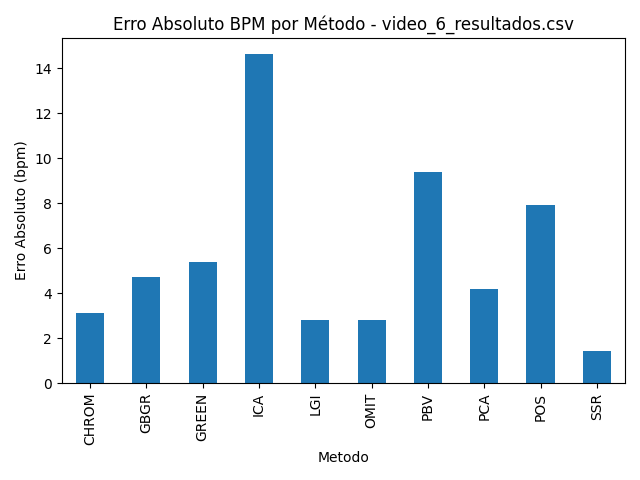 Erro Absoluto BPM por Método - video_6_resultados.csv
Erro Absoluto (bpm)
14
12
10
8
6
4
2
0
CHROM
GBGR
GREEN
ICA
LGI
OMIT
PBV
PCA
POS
SSR
Metodo